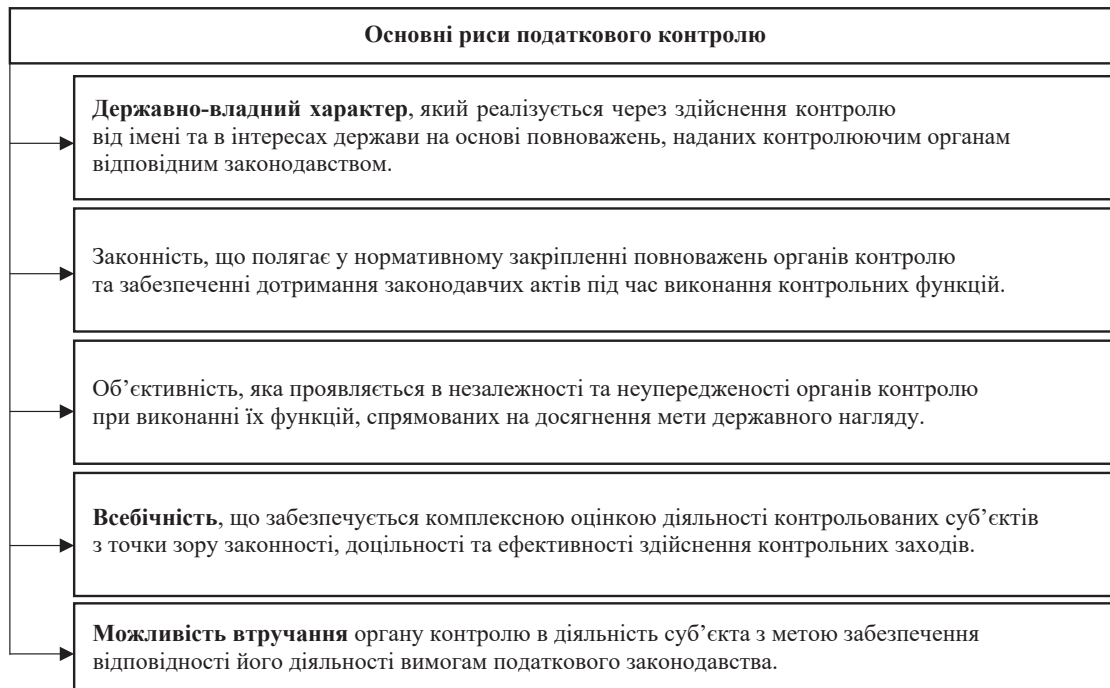 Основні риси податкового контролю
Державно-владний характер, який реалізується через здійснення контролю
від імені та в інтересах держави на основі повноважень, наданих контролюючим органам
відповідним законодавством.
Законність, що полягає у нормативному закріпленні повноважень органів контролю
та забезпеченні дотримання законодавчих актів під час виконання контрольних функцій.
Об’єктивність, яка проявляється в незалежності та неупередженості органів контролю
при виконанні їх функцій, спрямованих на досягнення мети державного нагляду.
Всебічність, що забезпечується комплексною оцінкою діяльності контрольованих суб’єктів
з точки зору законності, доцільності та ефективності здійснення контрольних заходів.
Можливість втручання органу контролю в діяльність суб’єкта з метою забезпечення
відповідності його діяльності вимогам податкового законодавства.